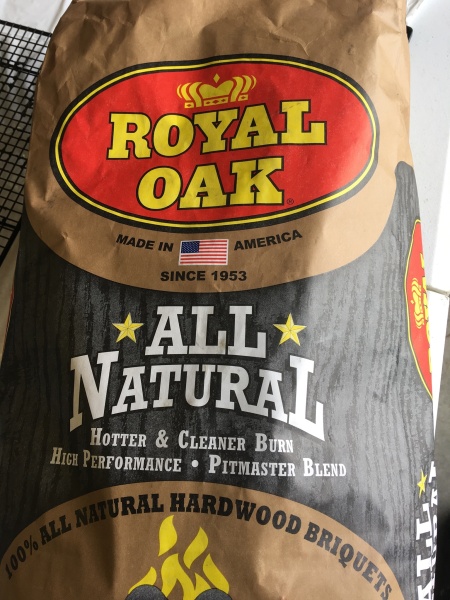 ROYAL
OAK®
MADE IN AMERICA
SINCE 1953
ALL
NATURAL
HOTTER & CLEANER BURN
HIGH PERFORMANCE • PITMASTER BLEND
100% ALL NATURAL HARDWOOD BRIQUETS